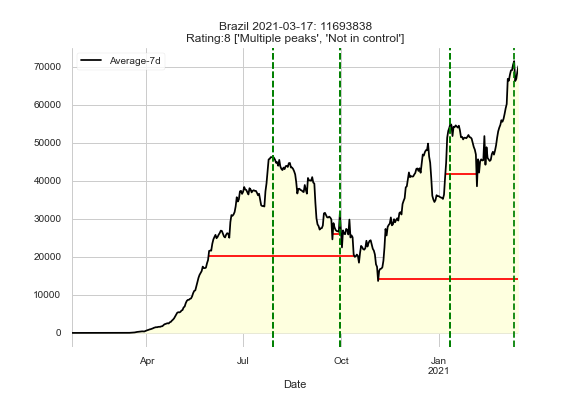 Brazil 2021-03-17: 11693838
Rating:8 ['Multiple peaks', 'Not in control']
Average-7d
70000
60000
50000
40000
30000
20000
10000
0
Apr
Jul
Oct
Jan
2021
Date